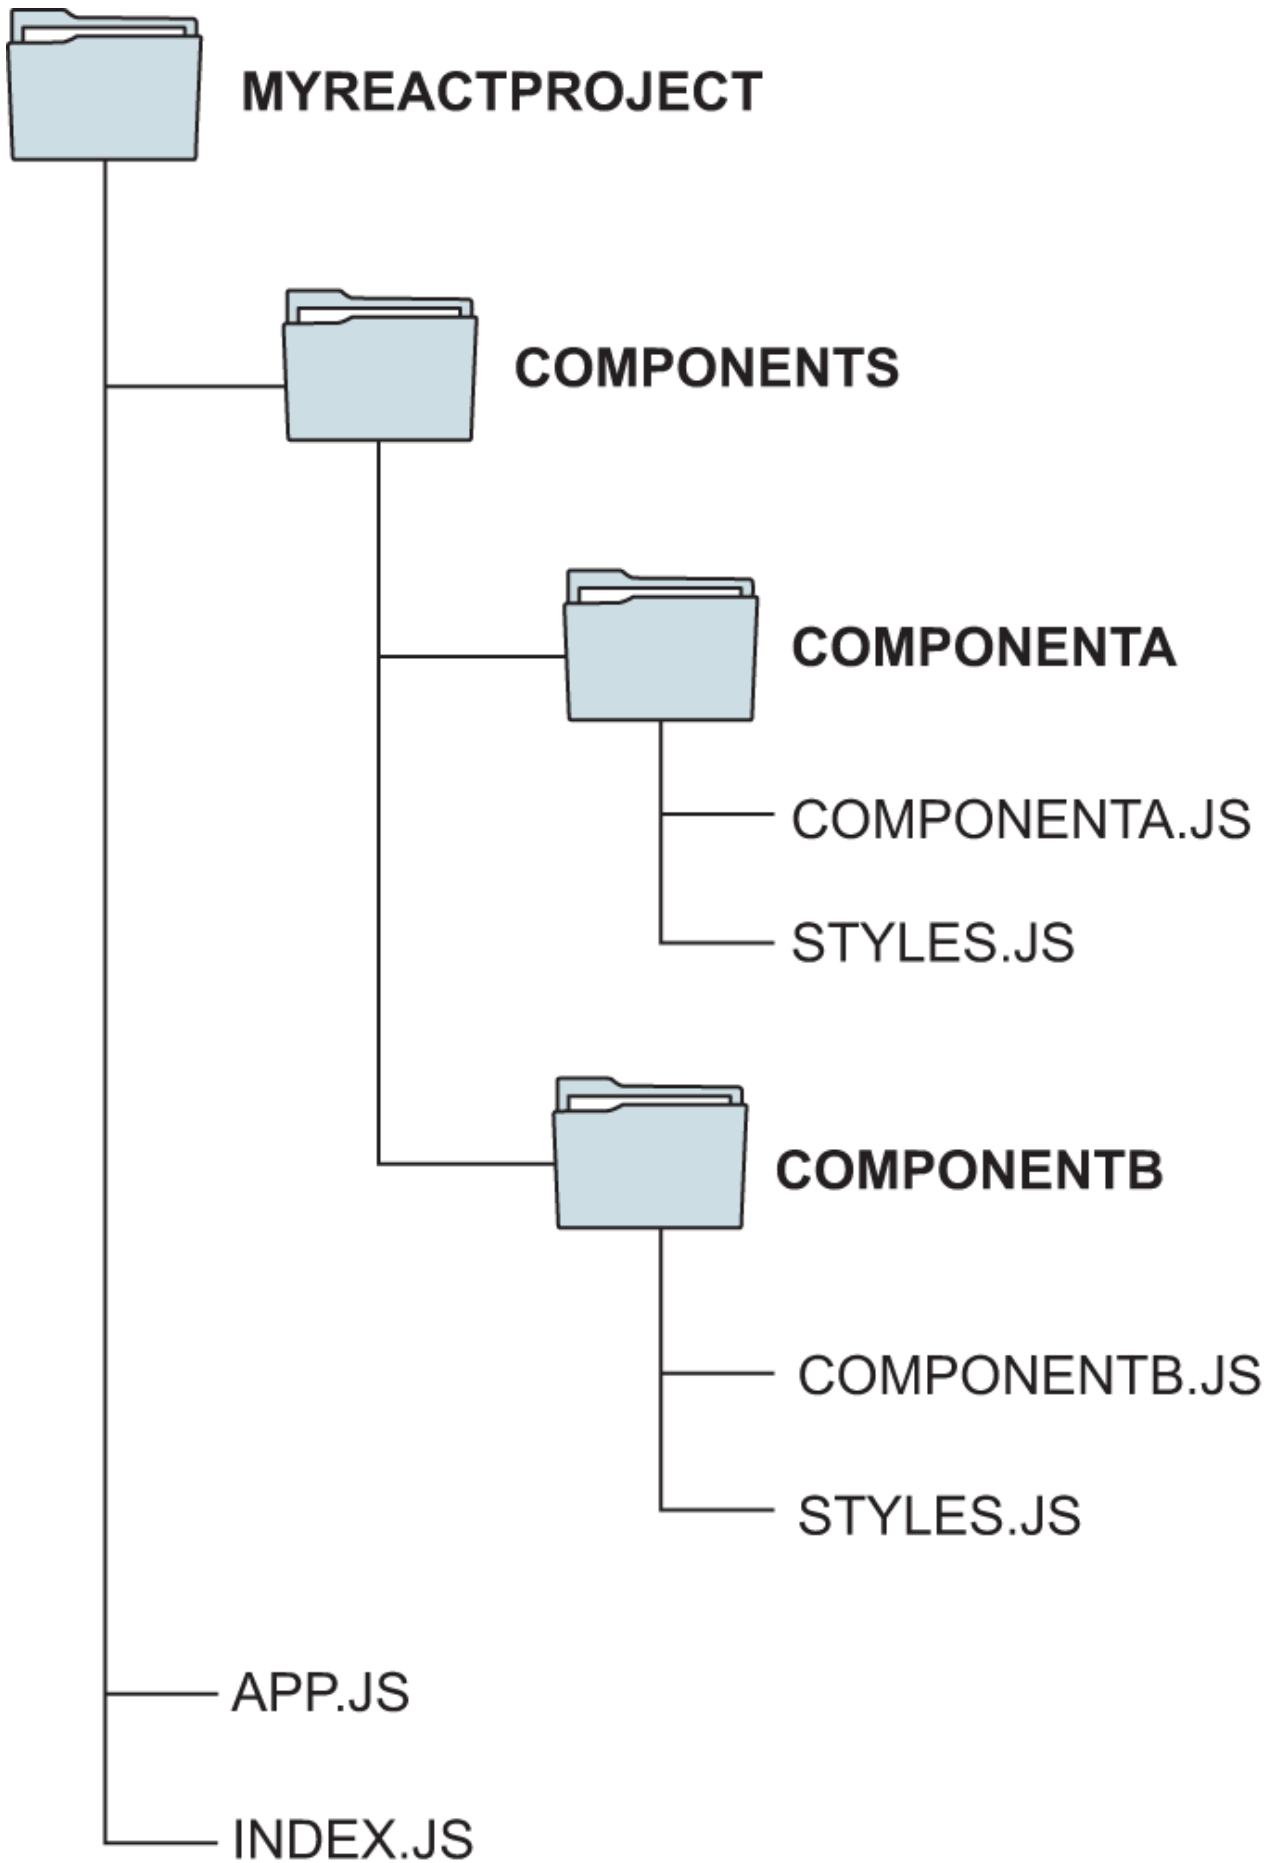 MYREACTPROJECT
COMPONENTS
COMPONENTA
COMPONENTA.JS
STYLES.JS
COMPONENTB
COMPONENTB.JS
STYLES.JS
APP.JS
INDEX.JS